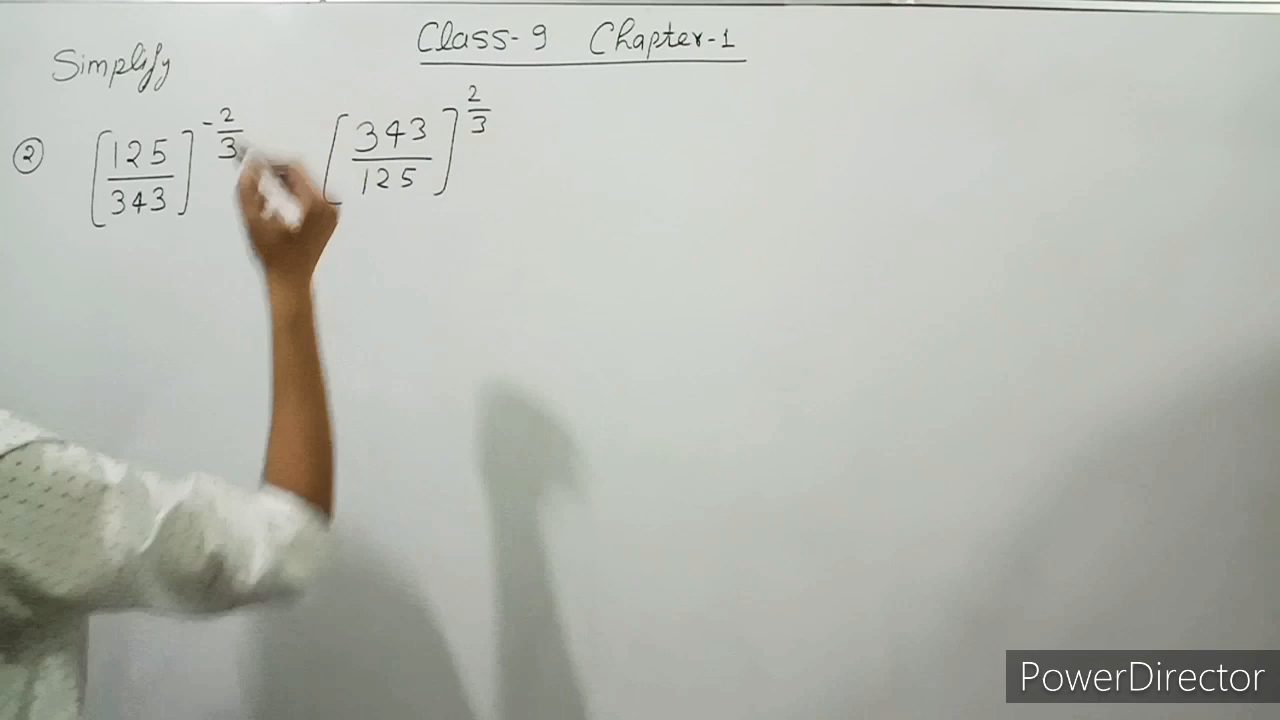 Class-9 Chapter-1
Simplify
② [125/343]^{-2/3} [343/125]^{2/3}
PowerDirector